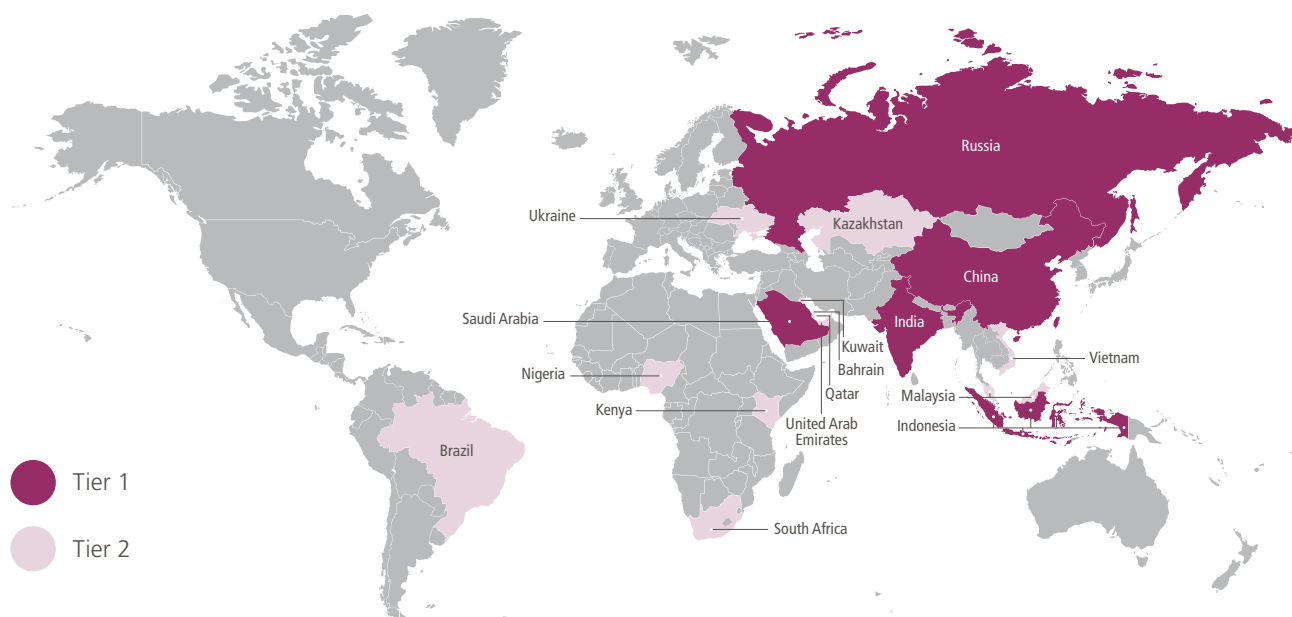 Russia
Ukraine
Kazakhstan
China
Saudi Arabia
India
Kuwait
Bahrain
Qatar
United Arab
Emirates
Vietnam
Nigeria
Malaysia
Kenya
Indonesia
Brazil
South Africa
Tier 1
Tier 2